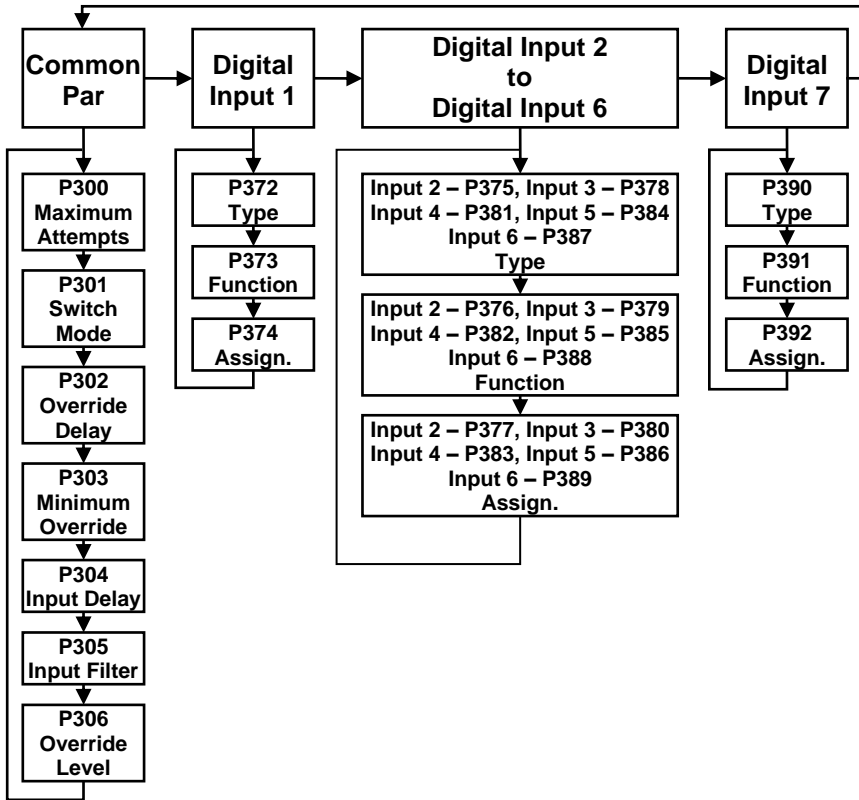 Common
Par
Digital
Input 1
Digital Input 2
to
Digital Input 6
Digital
Input 7
P300
Maximum
Attempts
P301
Switch
Mode
P302
Override
Delay
P303
Minimum
Override
P304
Input Delay
P305
Input Filter
P306
Override
Level
P372
Type
P373
Function
P374
Assign.
Input 2 – P375, Input 3 – P378
Input 4 – P381, Input 5 – P384
Input 6 – P387
Type
Input 2 – P376, Input 3 – P379
Input 4 – P382, Input 5 – P385
Input 6 – P388
Function
Input 2 – P377, Input 3 – P380
Input 4 – P383, Input 5 – P386
Input 6 – P389
Assign.
P390
Type
P391
Function
P392
Assign.